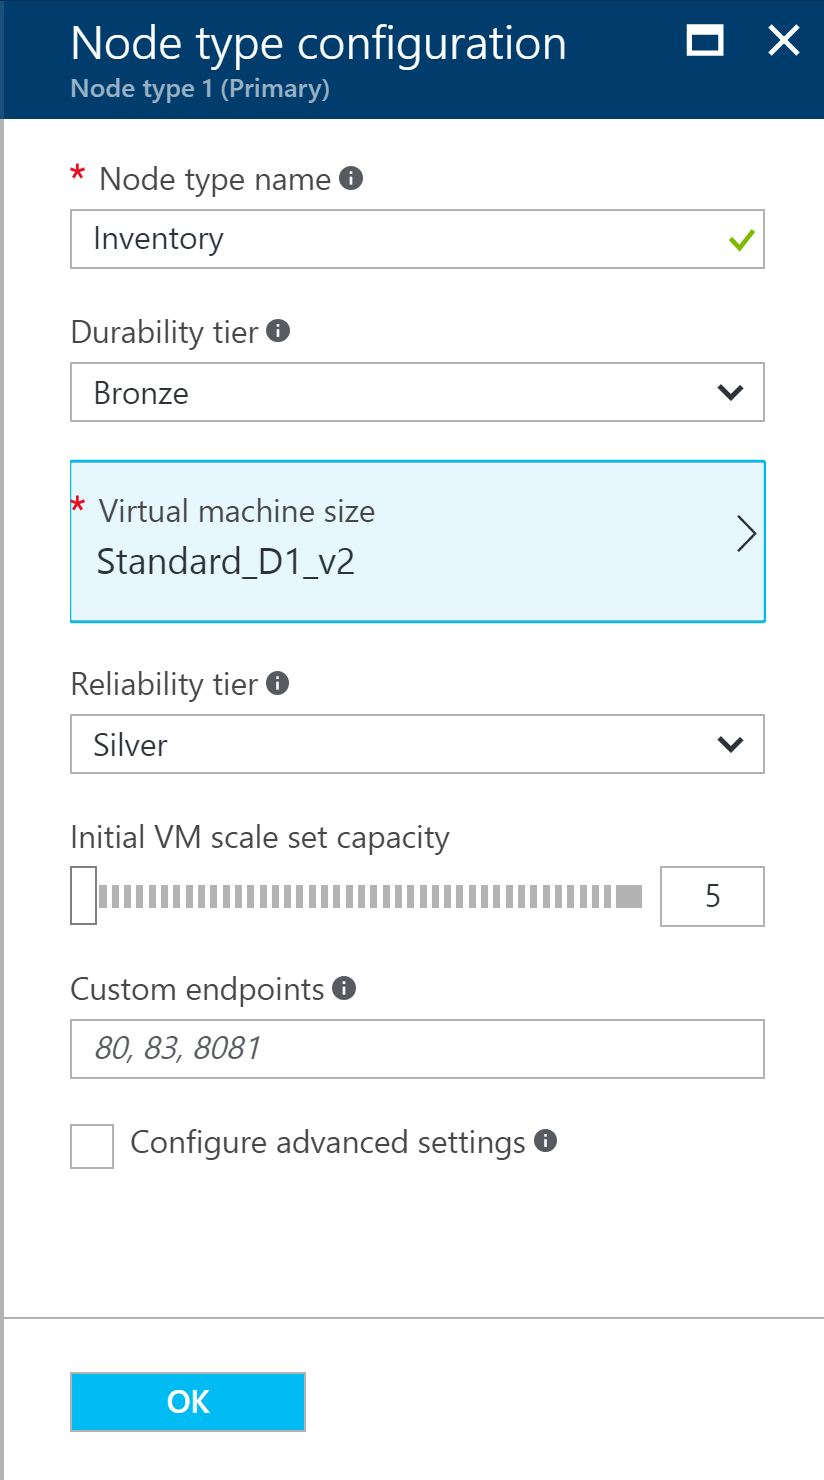 Node type configuration
Node type 1 (Primary)
* Node type name
Inventory
Durability tier
Bronze
* Virtual machine size
Standard_D1_v2
Reliability tier
Silver
Initial VM scale set capacity
5
Custom endpoints
80, 83, 8081
Configure advanced settings
OK